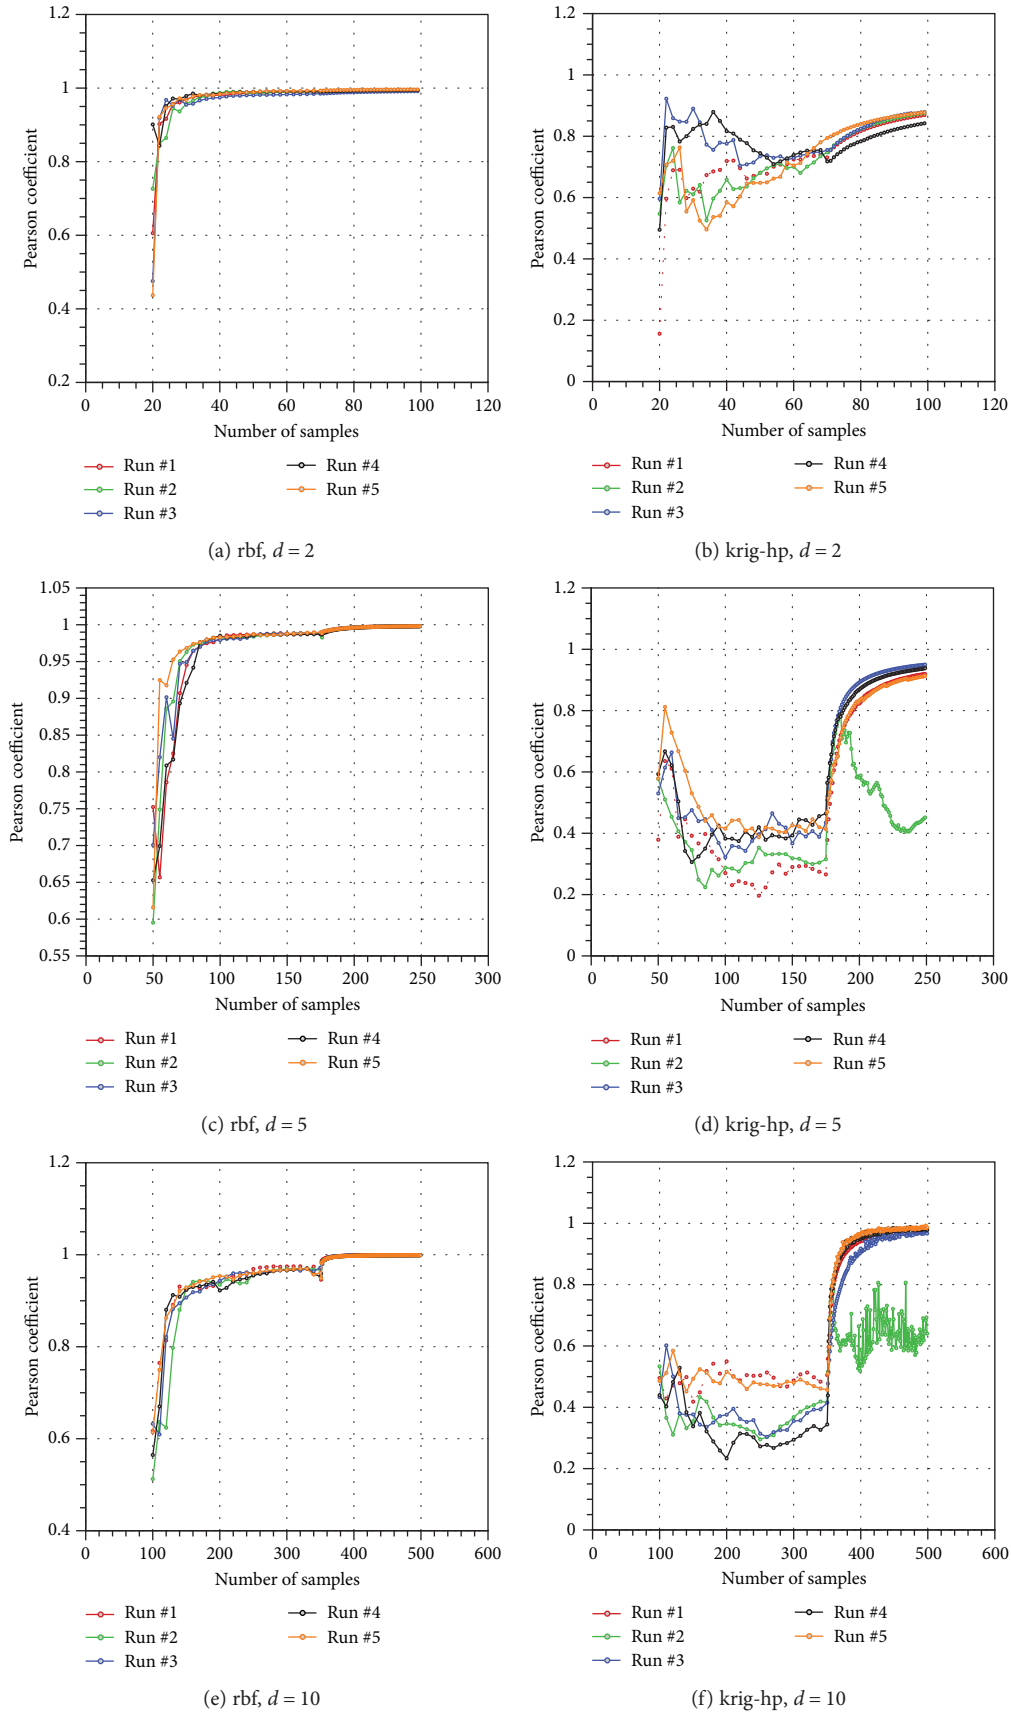 1.2
1
0.8
0.6
0.4
0.2
Pearson coefficient
0 20 40 60 80 100 120
Number of samples
Run #1
Run #2
Run #3
Run #4
Run #5
(a) rbf, d = 2
1.2
1
0.8
0.6
0.4
0.2
0
Pearson coefficient
0 20 40 60 80 100 120
Number of samples
Run #1
Run #2
Run #3
Run #4
Run #5
(b) krig-hp, d = 2
1.05
1
0.95
0.9
0.85
0.8
0.75
0.7
0.65
0.6
0.55
Pearson coefficient
0 50 100 150 200 250 300
Number of samples
Run #1
Run #2
Run #3
Run #4
Run #5
(c) rbf, d = 5
1.2
1
0.8
0.6
0.4
0.2
0
Pearson coefficient
0 50 100 150 200 250 300
Number of samples
Run #1
Run #2
Run #3
Run #4
Run #5
(d) krig-hp, d = 5
1.2
1
0.8
0.6
0.4
Pearson coefficient
0 100 200 300 400 500 600
Number of samples
Run #1
Run #2
Run #3
Run #4
Run #5
(e) rbf, d = 10
1.2
1
0.8
0.6
0.4
0.2
0
Pearson coefficient
0 100 200 300 400 500 600
Number of samples
Run #1
Run #2
Run #3
Run #4
Run #5
(f) krig-hp, d = 10